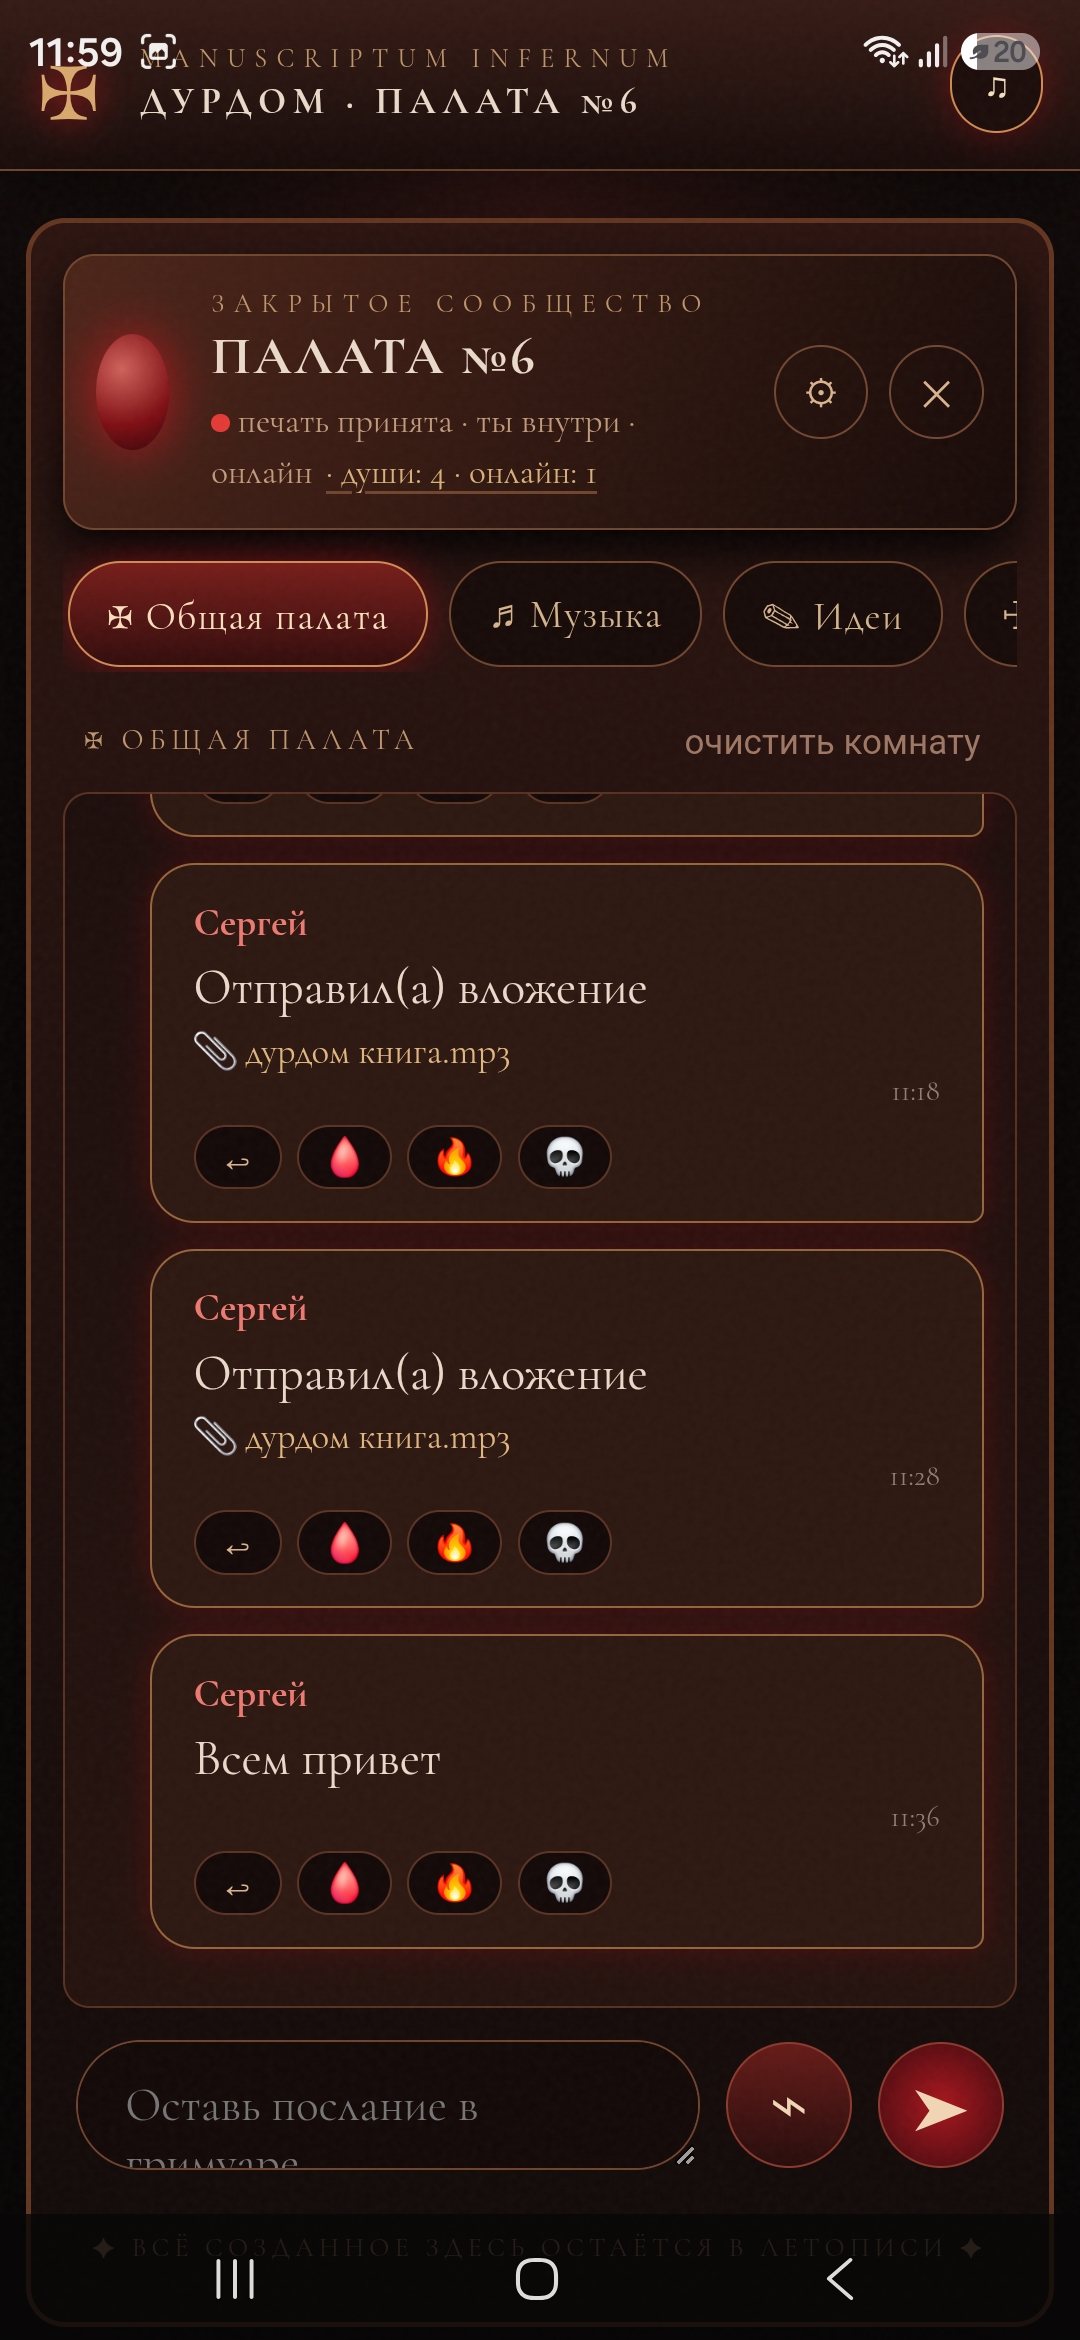 11:59
20
MANUSCRIPTUM INFERNUM
ДУРДОМ · ПАЛАТА №6
ЗАКРЫТОЕ СООБЩЕСТВО
ПАЛАТА №6
печать принята · ты внутри ·
онлайн · души: 4 · онлайн: 1
Общая палата Музыка Идеи
ОБЩАЯ ПАЛАТА очистить комнату
Сергей
Отправил(а) вложение
дурдом книга.mp3
11:18
Сергей
Отправил(а) вложение
дурдом книга.mp3
11:28
Сергей
Всем привет
11:36
Оставь послание в
гримуаре
ВСЁ СОЗДАННОЕ ЗДЕСЬ ОСТАЁТСЯ В ЛЕТОПИСИ